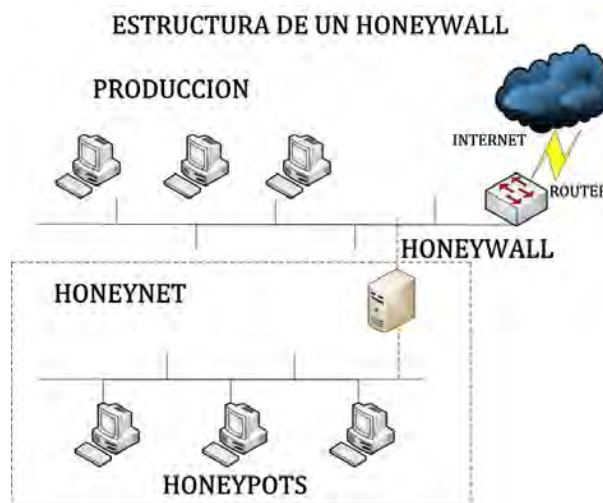 ESTRUCTURA DE UN HONEYWALL
PRODUCCION
INTERNET
ROUTER
HONEYWALL
HONEYNET
HONEYPOTS